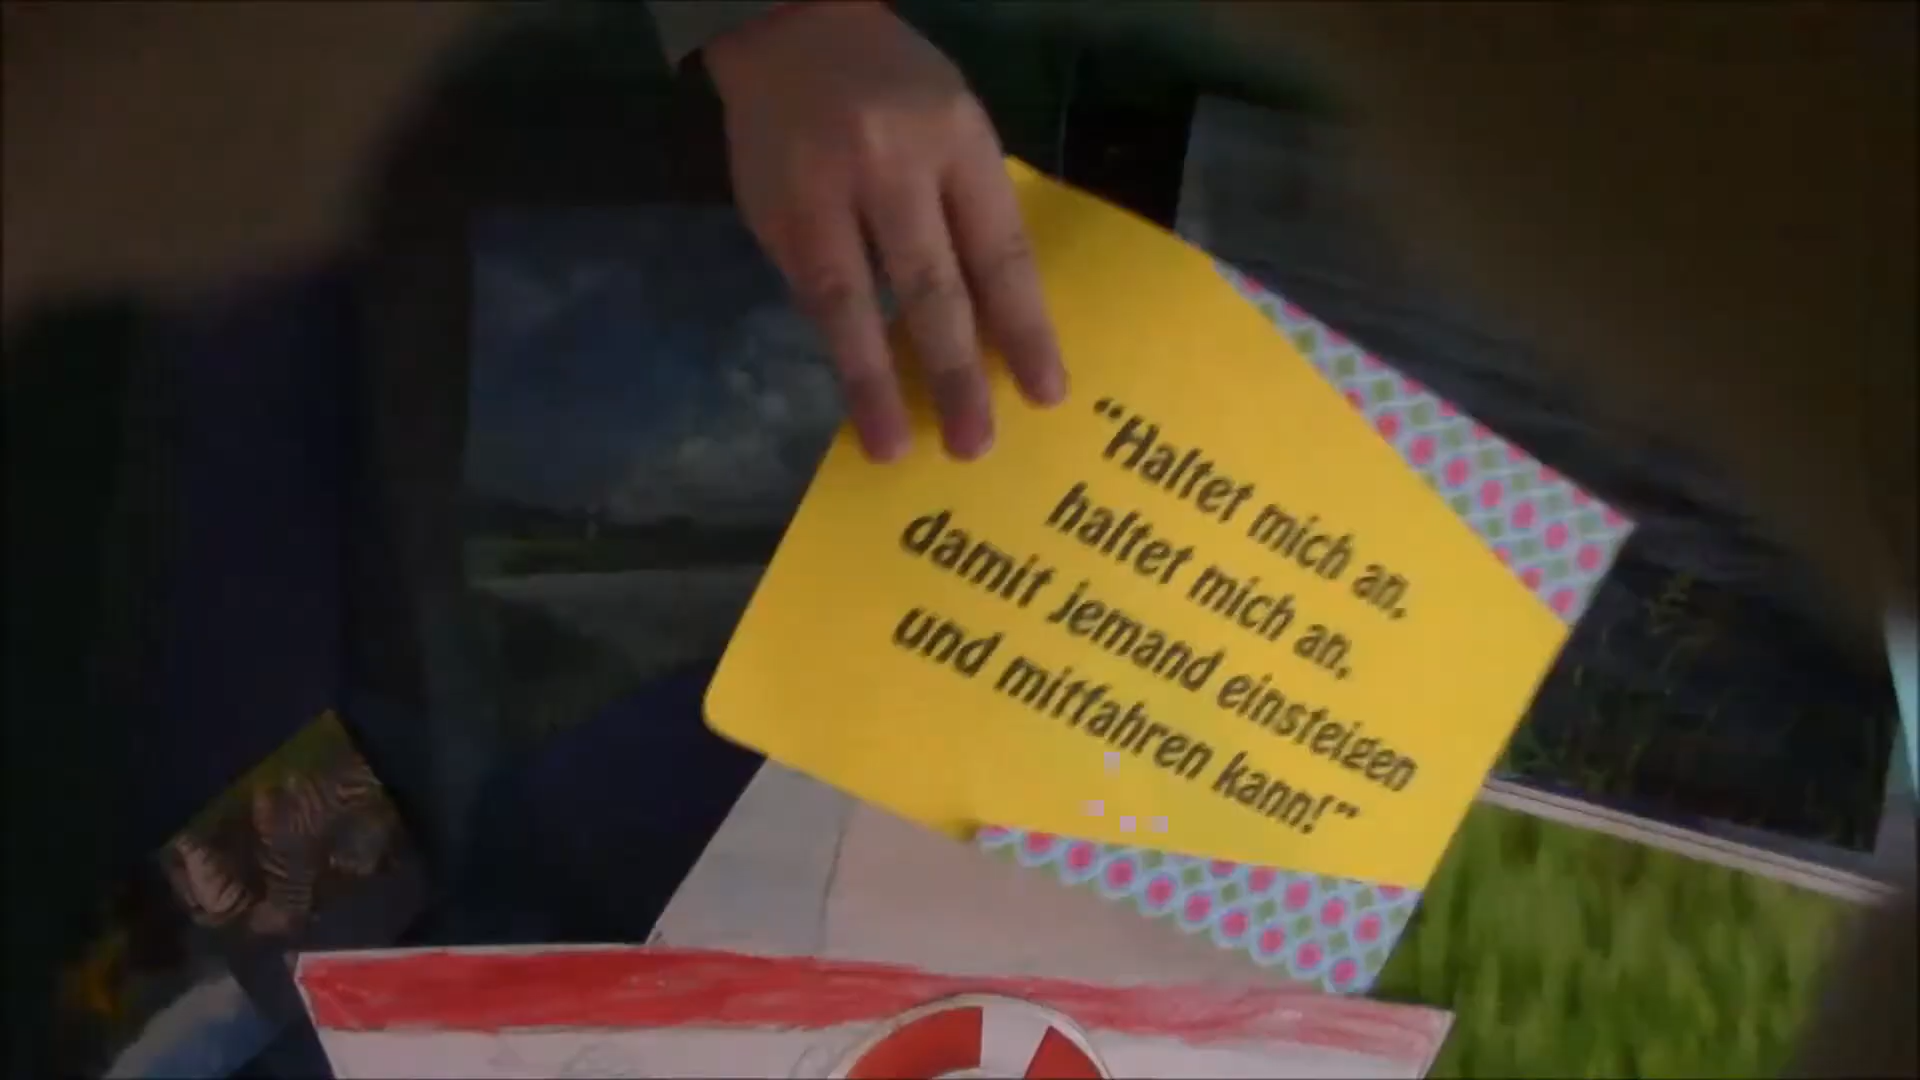 “Haltet mich an,
haltet mich an,
damit jemand einsteigen
und mitfahren kann!”